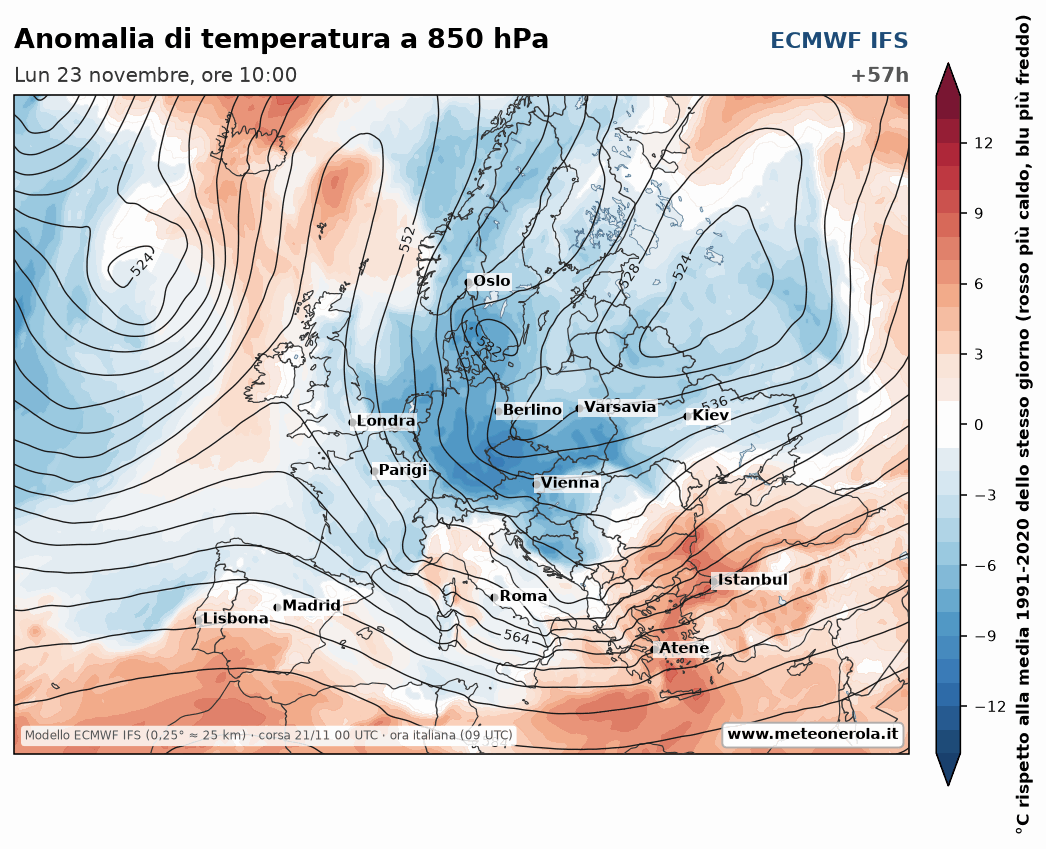 Anomalia di temperatura a 850 hPa
ECMWF IFS
Lun 23 novembre, ore 10:00
+57h
552
524
Oslo
528
524
532
Berlino
Varsavia
536
Kiev
Londra
Parigi
Vienna
Istanbul
Roma
Madrid
Lisbona
564
Atene
Modello ECMWF IFS (0,25° ≈ 25 km) · corsa 21/11 00 UTC · ora italiana (09 UTC)
www.meteonerola.it
12
9
6
3
0
−3
−6
−9
−12
°C rispetto alla media 1991-2020 dello stesso giorno (rosso più caldo, blu più freddo)